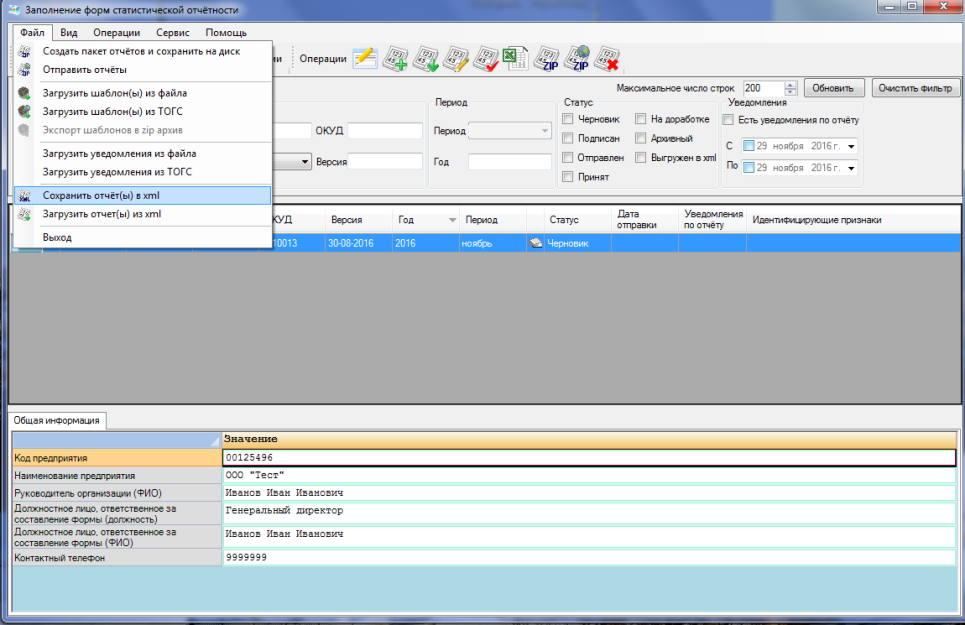 Заполнение форм статистической отчётности
Файл Вид Операции Сервис Помощь
Создать пакет отчётов и сохранить на диск
Отправить отчёты
Загрузить шаблон(ы) из файла
Загрузить шаблон(ы) из ТОГС
Экспорт шаблонов в zip архив
Загрузить уведомления из файла
Загрузить уведомления из ТОГС
Сохранить отчёт(ы) в xml
Загрузить отчет(ы) из xml
Выход
Операции
Максимальное число строк 200 Обновить Очистить фильтр
ОКУД
Версия
Период
Период
Год
Статус
Черновик На доработке
Подписан Архивный
Отправлен Выгружен в xml
Принят
Уведомления
Есть уведомления по отчёту
С 29 ноября 2016 г.
По 29 ноября 2016 г.
КУД Версия Год Период Статус Дата отправки Уведомления по отчёту Идентифицирующие признаки
10013 30-08-2016 2016 ноябрь Черновик
Общая информация
Значение
Код предприятия 00125496
Наименование предприятия ООО "Тест"
Руководитель организации (ФИО) Иванов Иван Иванович
Должностное лицо, ответственное за
составление формы (должность) Генеральный директор
Должностное лицо, ответственное за
составление формы (ФИО) Иванов Иван Иванович
Контактный телефон 9999999